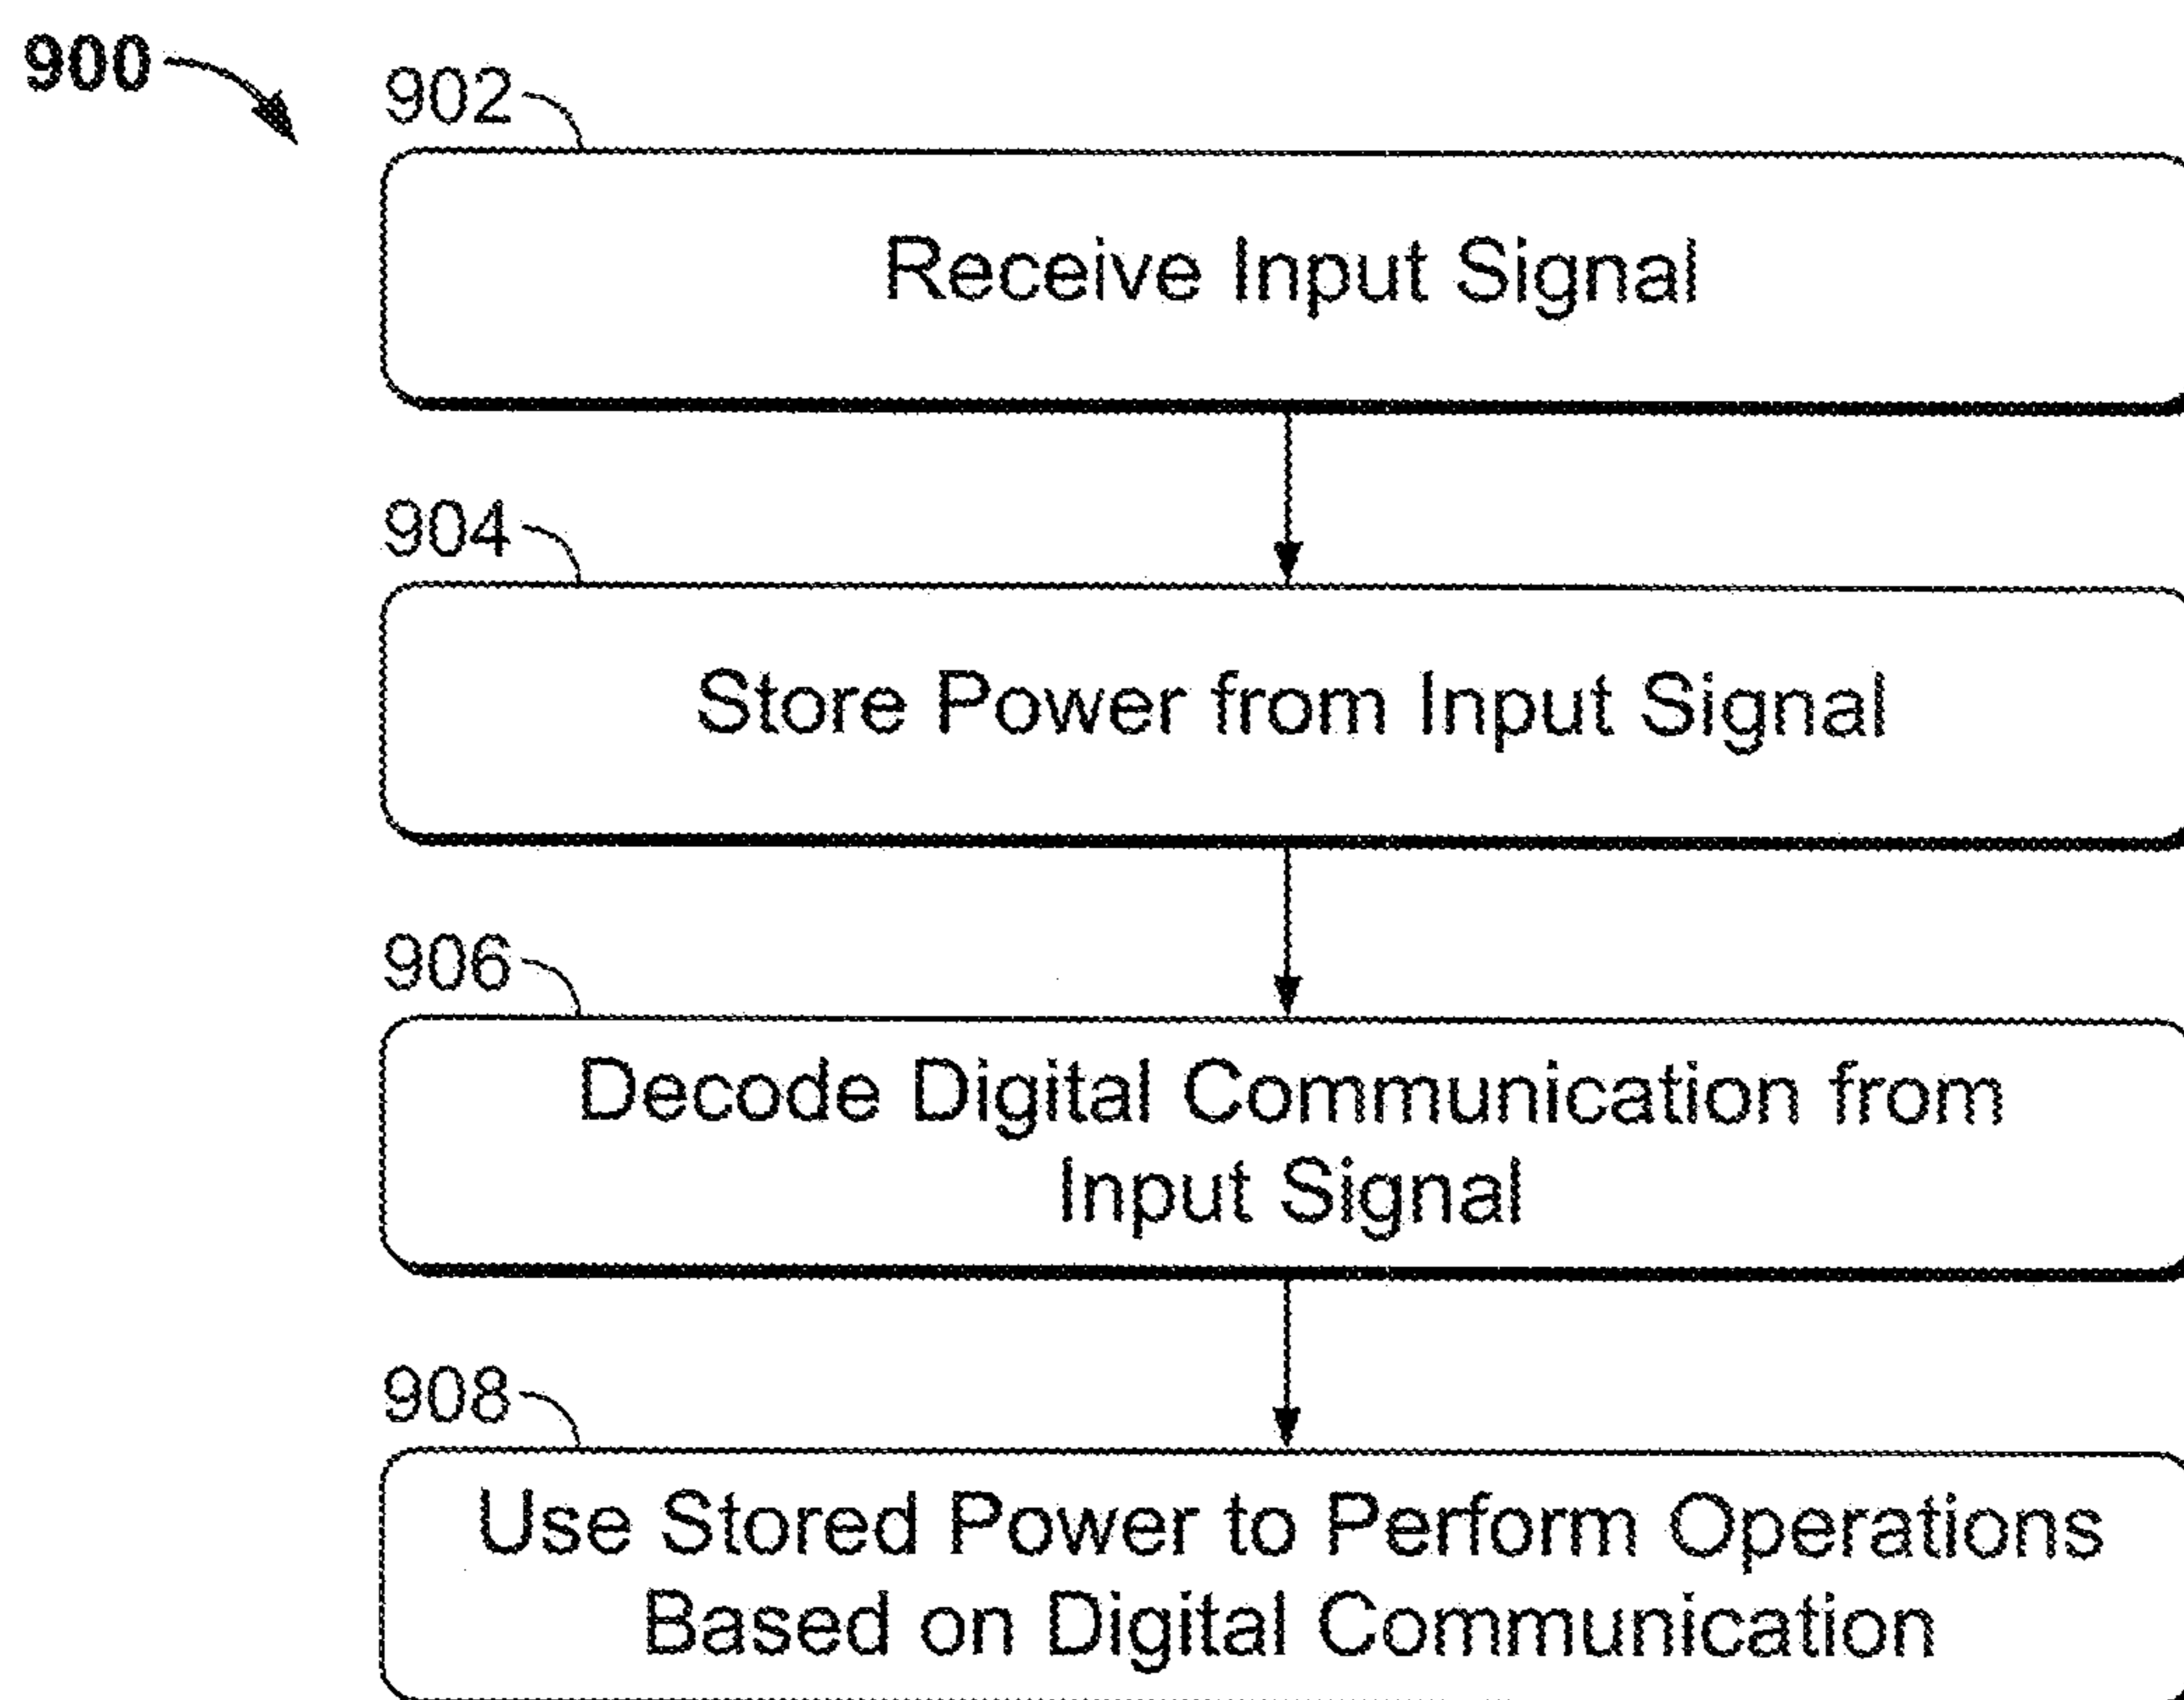 900
902
Receive Input Signal
904
Store Power from Input Signal
906
Decode Digital Communication from
Input Signal
908
Use Stored Power to Perform Operations
Based on Digital Communication